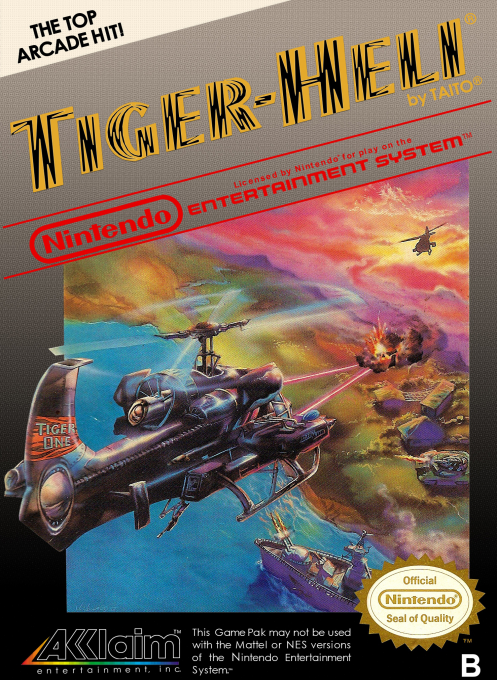 THE TOP
ARCADE HIT!
TIGER-HELI®
by TAITO®
Licensed by Nintendo® for play on the
Nintendo ENTERTAINMENT SYSTEM™
TIGER
ONE
Official
Nintendo®
Seal of Quality
™
AKKlaim™
entertainment, inc.
This Game Pak may not be used
with the Mattel or NES versions
of the Nintendo Entertainment
System.™
B